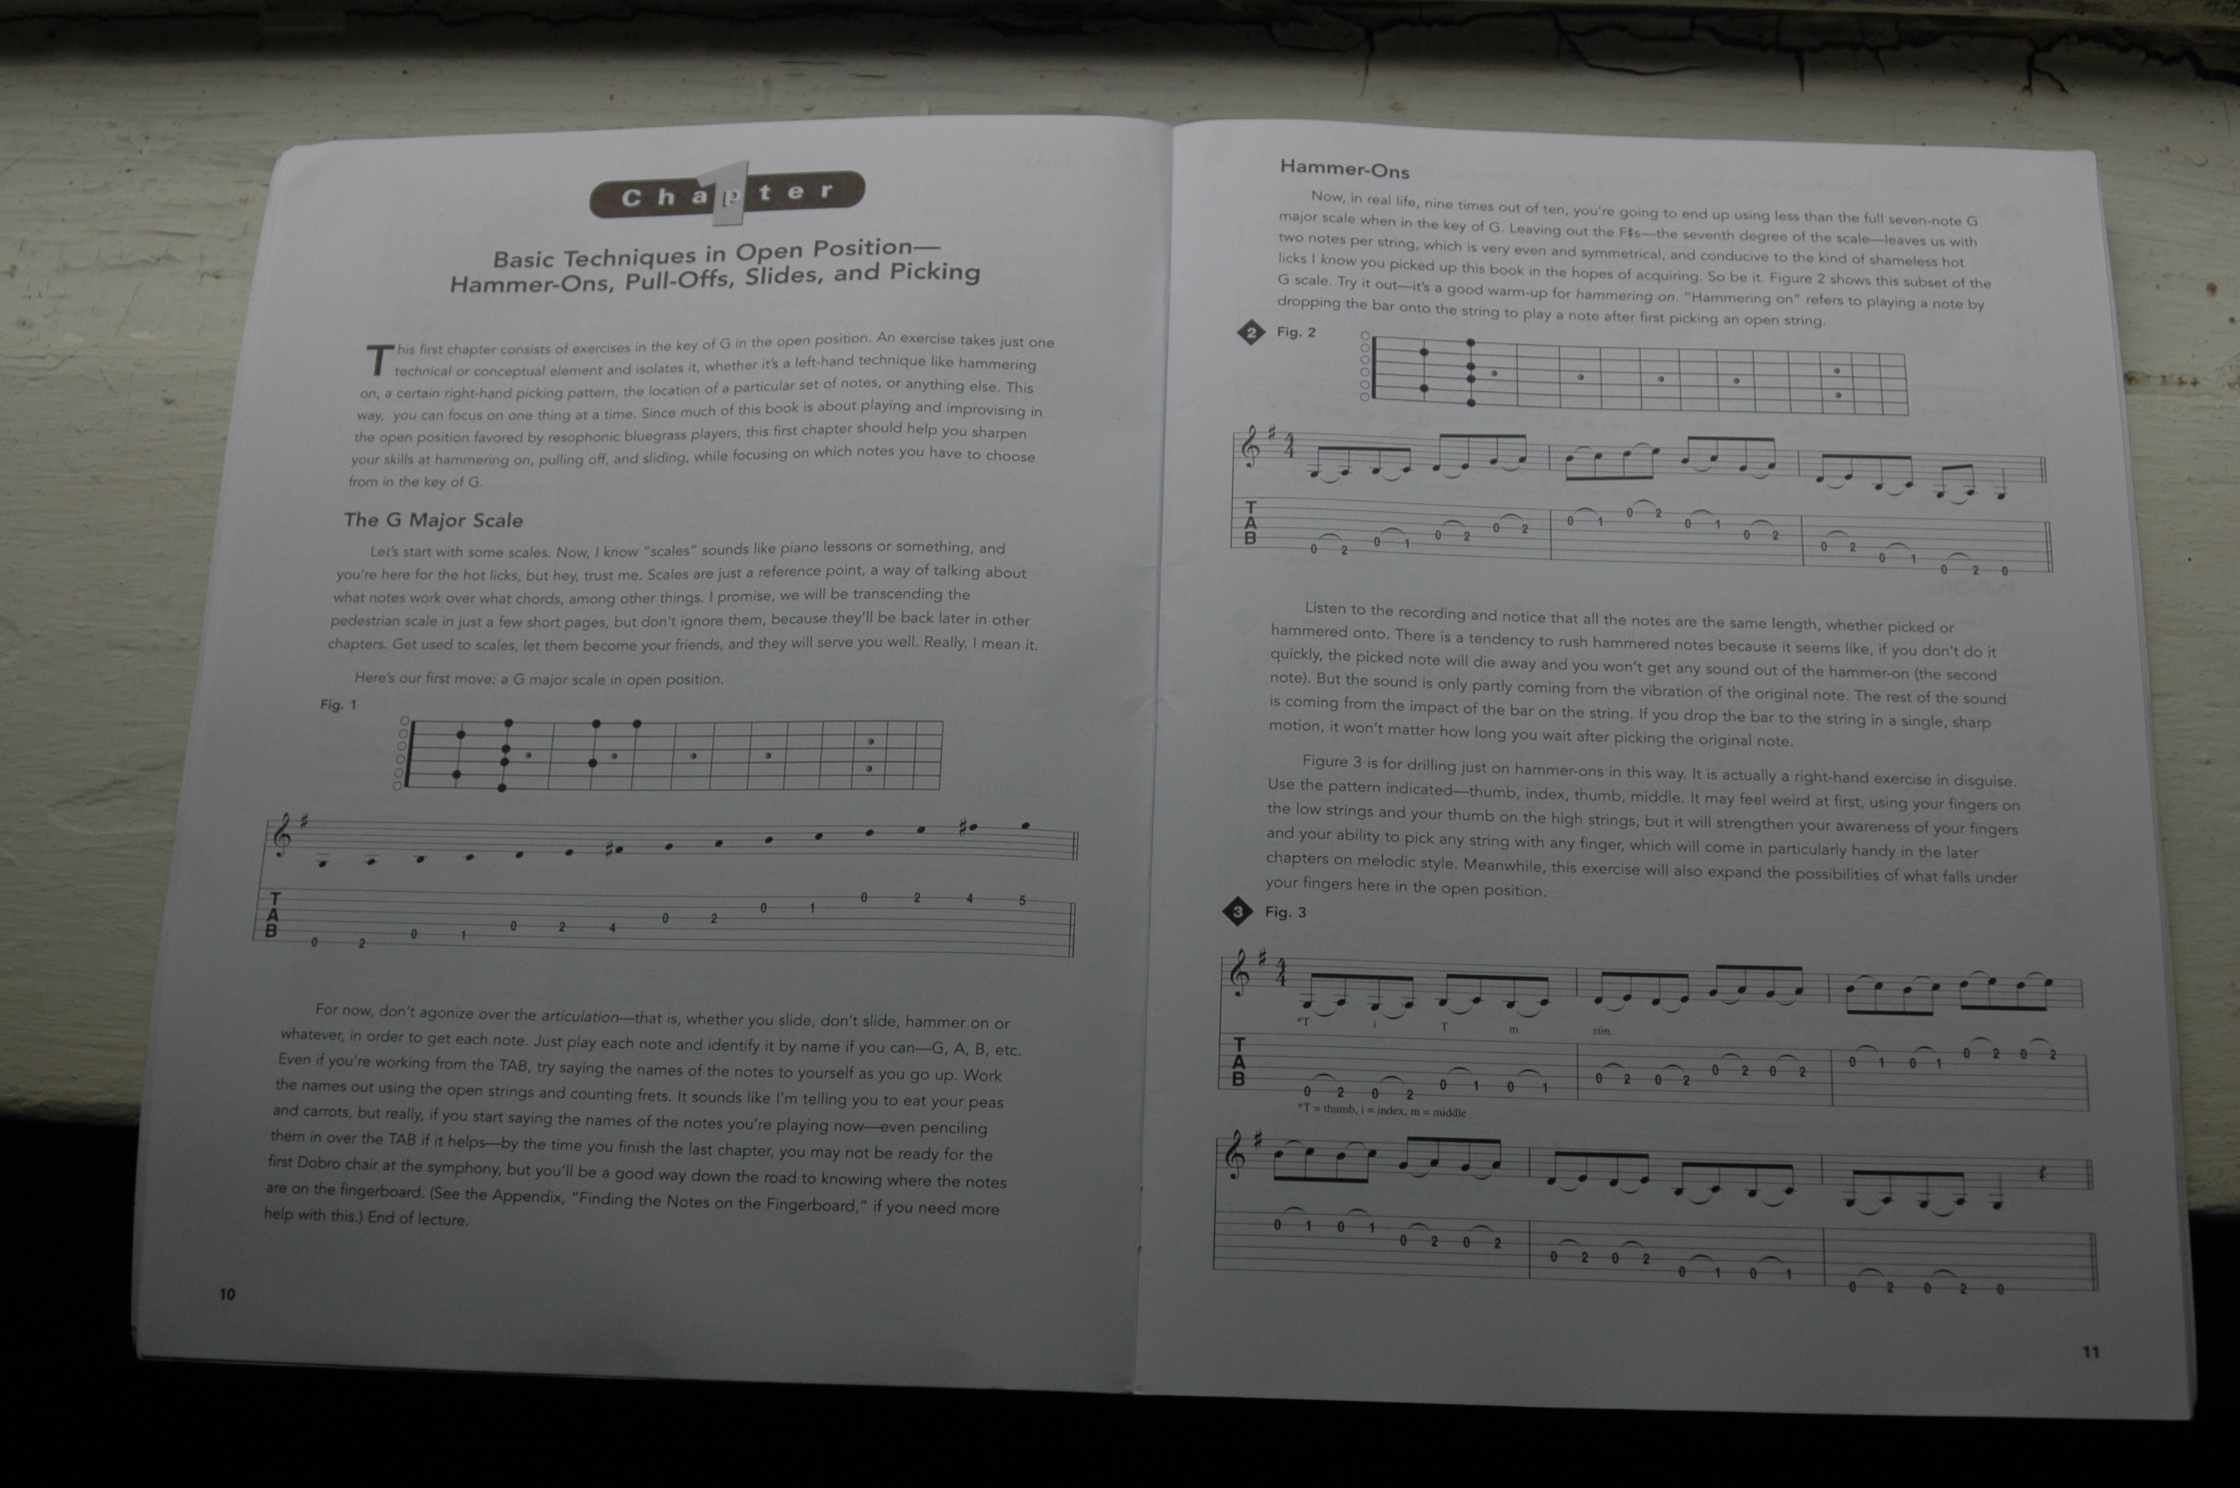 Chapter 1
Basic Techniques in Open Position—
Hammer-Ons, Pull-Offs, Slides, and Picking
This first chapter consists of exercises in the key of G in the open position. An exercise takes just one
technical or conceptual element and isolates it, whether it's a left-hand technique like hammering
on, a certain right-hand picking pattern, the location of a particular set of notes, or anything else. This
way, you can focus on one thing at a time. Since much of this book is about playing and improvising in
the open position favored by resophonic bluegrass players, this first chapter should help you sharpen
your skills at hammering on, pulling off, and sliding, while focusing on which notes you have to choose
from in the key of G.
The G Major Scale
Let's start with some scales. Now, I know "scales" sounds like piano lessons or something, and
you're here for the hot licks, but hey, trust me. Scales are just a reference point, a way of talking about
what notes work over what chords, among other things. I promise, we will be transcending the
pedestrian scale in just a few short pages, but don't ignore them, because they'll be back later in other
chapters. Get used to scales, let them become your friends, and they will serve you well. Really. I mean it.
Here's our first move: a G major scale in open position.
Fig. 1
T
A
B
0 2 0 1 0 2 4 0 2 0 1 0 2 4 5
For now, don't agonize over the articulation—that is, whether you slide, don't slide, hammer on or
whatever, in order to get each note. Just play each note and identify it by name if you can—G, A, B, etc.
Even if you're working from the TAB, try saying the names of the notes to yourself as you go up. Work
the names out using the open strings and counting frets. It sounds like I'm telling you to eat your peas
and carrots, but really, if you start saying the names of the notes you're playing now—even penciling
them in over the TAB if it helps—by the time you finish the last chapter, you may not be ready for the
first Dobro chair at the symphony, but you'll be a good way down the road to knowing where the notes
are on the fingerboard. (See the Appendix, "Finding the Notes on the Fingerboard," if you need more
help with this.) End of lecture.
10
Hammer-Ons
Now, in real life, nine times out of ten, you're going to end up using less than the full seven-note G
major scale when in the key of G. Leaving out the F♯s—the seventh degree of the scale—leaves us with
two notes per string, which is very even and symmetrical, and conducive to the kind of shameless hot
licks I know you picked up this book in the hopes of acquiring. So be it. Figure 2 shows this subset of the
G scale. Try it out—it's a good warm-up for hammering on. "Hammering on" refers to playing a note by
dropping the bar onto the string to play a note after first picking an open string.
2 Fig. 2
4
4
T
A
B
0 2 0 1 0 2 0 2 0 1 0 2 0 1 0 2 0 2 0 1 0 2 0
Listen to the recording and notice that all the notes are the same length, whether picked or
hammered onto. There is a tendency to rush hammered notes because it seems like, if you don't do it
quickly, the picked note will die away and you won't get any sound out of the hammer-on (the second
note). But the sound is only partly coming from the vibration of the original note. The rest of the sound
is coming from the impact of the bar on the string. If you drop the bar to the string in a single, sharp
motion, it won't matter how long you wait after picking the original note.
Figure 3 is for drilling just on hammer-ons in this way. It is actually a right-hand exercise in disguise.
Use the pattern indicated—thumb, index, thumb, middle. It may feel weird at first, using your fingers on
the low strings and your thumb on the high strings, but it will strengthen your awareness of your fingers
and your ability to pick any string with any finger, which will come in particularly handy in the later
chapters on melodic style. Meanwhile, this exercise will also expand the possibilities of what falls under
your fingers here in the open position.
3 Fig. 3
4
4
*T i T m sim.
T
A
B
0 2 0 2 0 1 0 1 0 2 0 2 0 2 0 2 0 1 0 1 0 2 0 2
*T = thumb, i = index, m = middle
0 1 0 1 0 2 0 2 0 2 0 2 0 1 0 1 0 2 0 2 0
11